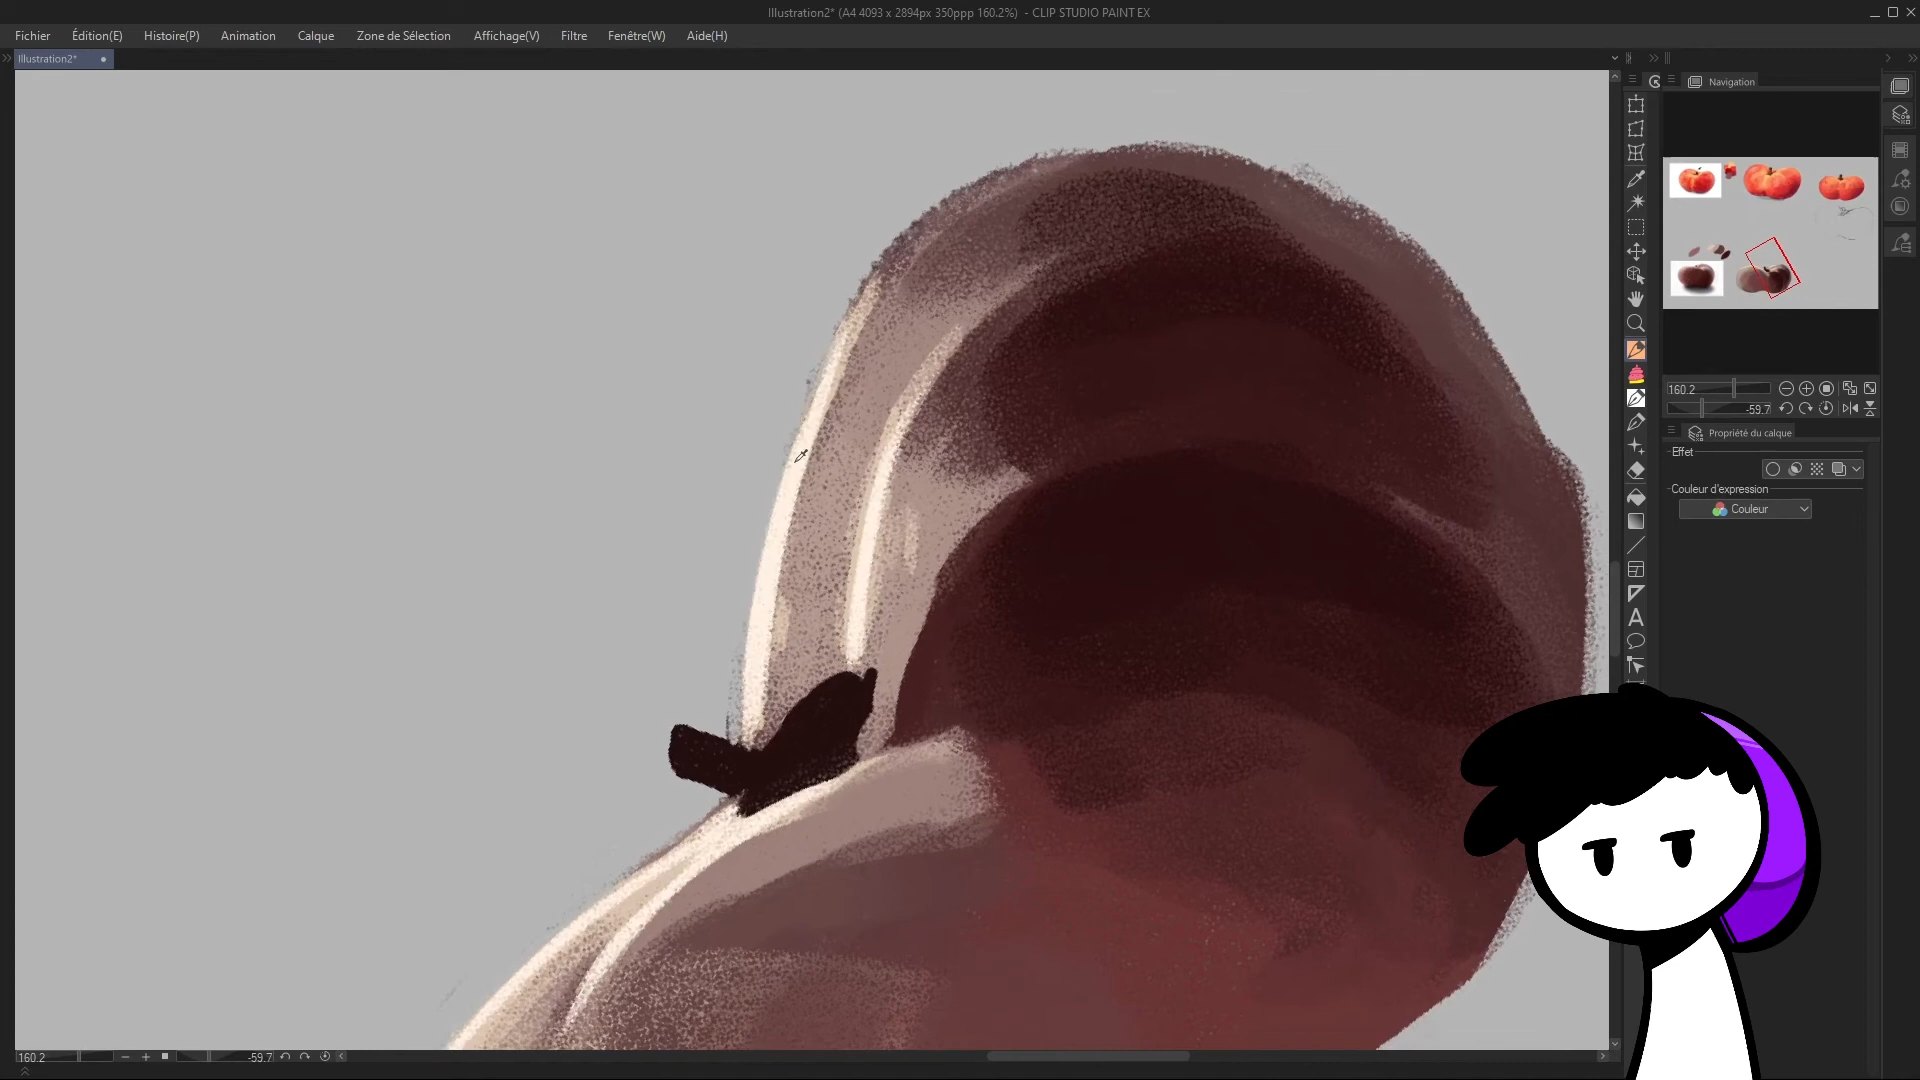 Illustration2* (A4 4093 x 2894px 350ppp 160.2%) - CLIP STUDIO PAINT EX
Fichier Édition(E) Histoire(P) Animation Calque Zone de Sélection Affichage(V) Filtre Fenêtre(W) Aide(H)
Illustration2*
Navigation
160.2
-59.7
Propriété du calque
Effet
Couleur d'expression
Couleur
A
160.2 -59.7